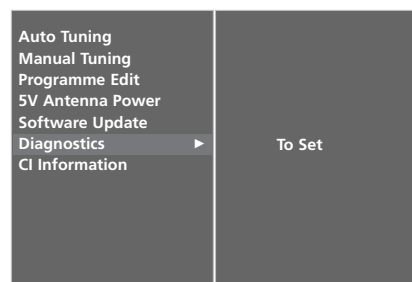 Auto Tuning
Manual Tuning
Programme Edit
5V Antenna Power
Software Update
Diagnostics ►
To Set
CI Information